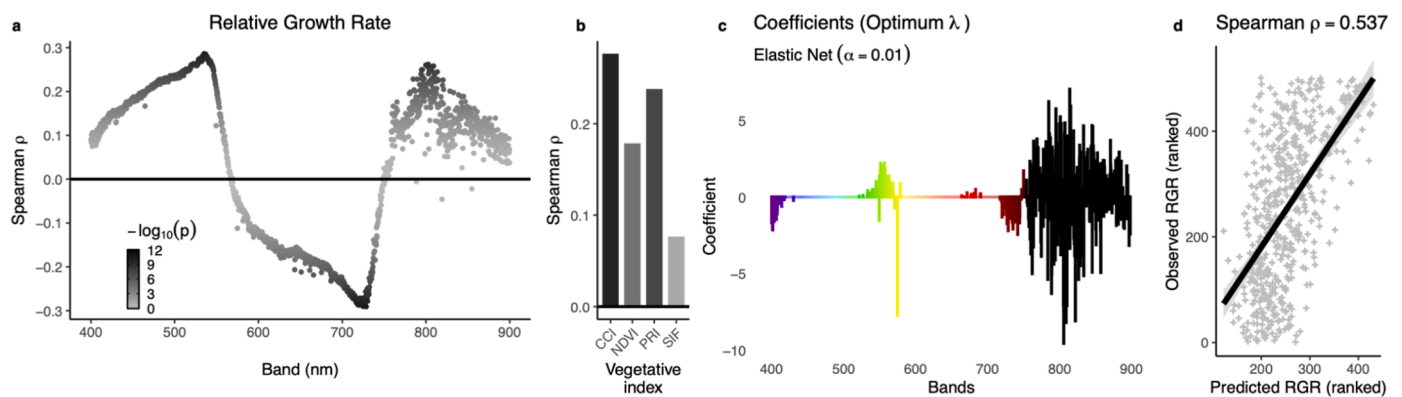 a
Relative Growth Rate
0.3
0.2
0.1
0.0
−0.1
−0.2
−0.3
Spearman ρ
−log10(p)
12
9
6
3
0
400 500 600 700 800 900
Band (nm)
b
0.2
0.1
0.0
Spearman ρ
CCI
NDVI
PRI
SIF
Vegetative
index
c
Coefficients (Optimum λ)
Elastic Net (α = 0.01)
5
0
−5
−10
Coefficient
400 500 600 700 800 900
Bands
d
Spearman ρ = 0.537
400
200
0
Observed RGR (ranked)
200 300 400
Predicted RGR (ranked)